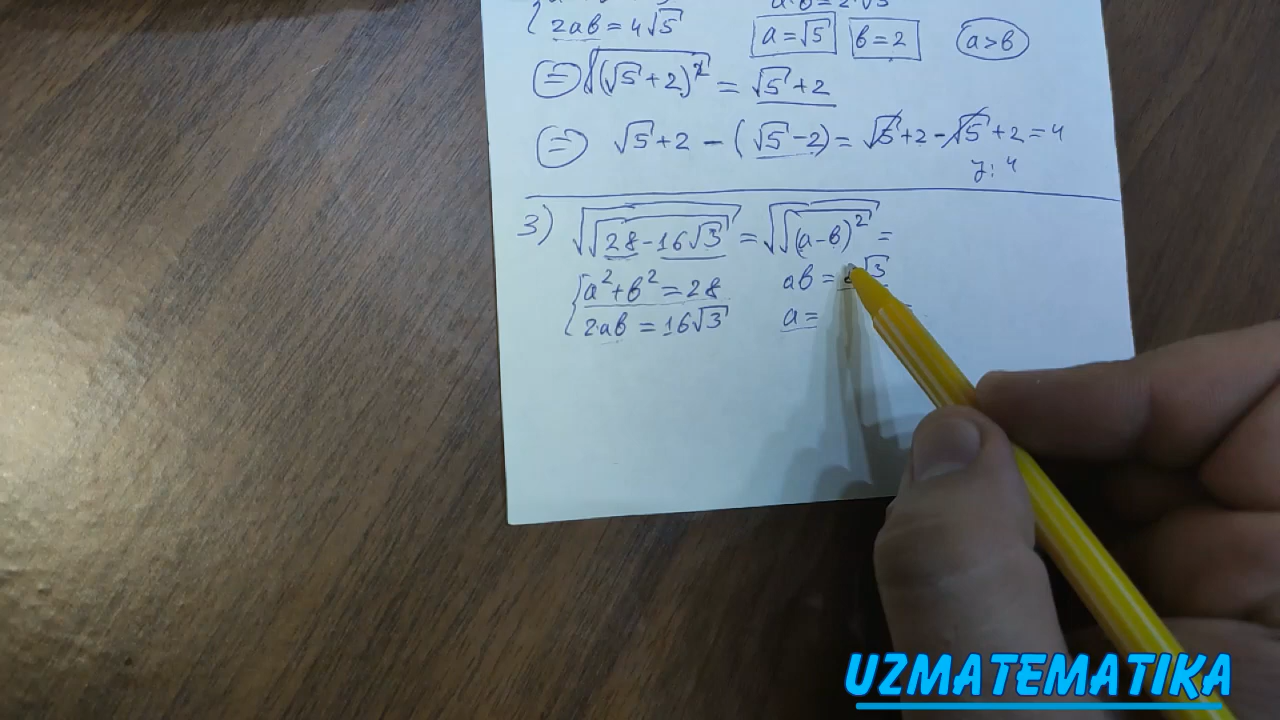 2ab = 4√5
a = √5 b = 2 a > b
= √(√5 + 2)² = √5 + 2
= √5 + 2 − (√5 − 2) = √5 + 2 − √5 + 2 = 4
y: 4
3) √√28 − 16√3 = √√(a − b)² =
a² + b² = 28
ab = √3
2ab = 16√3
a = =
UZMATEMATIKA